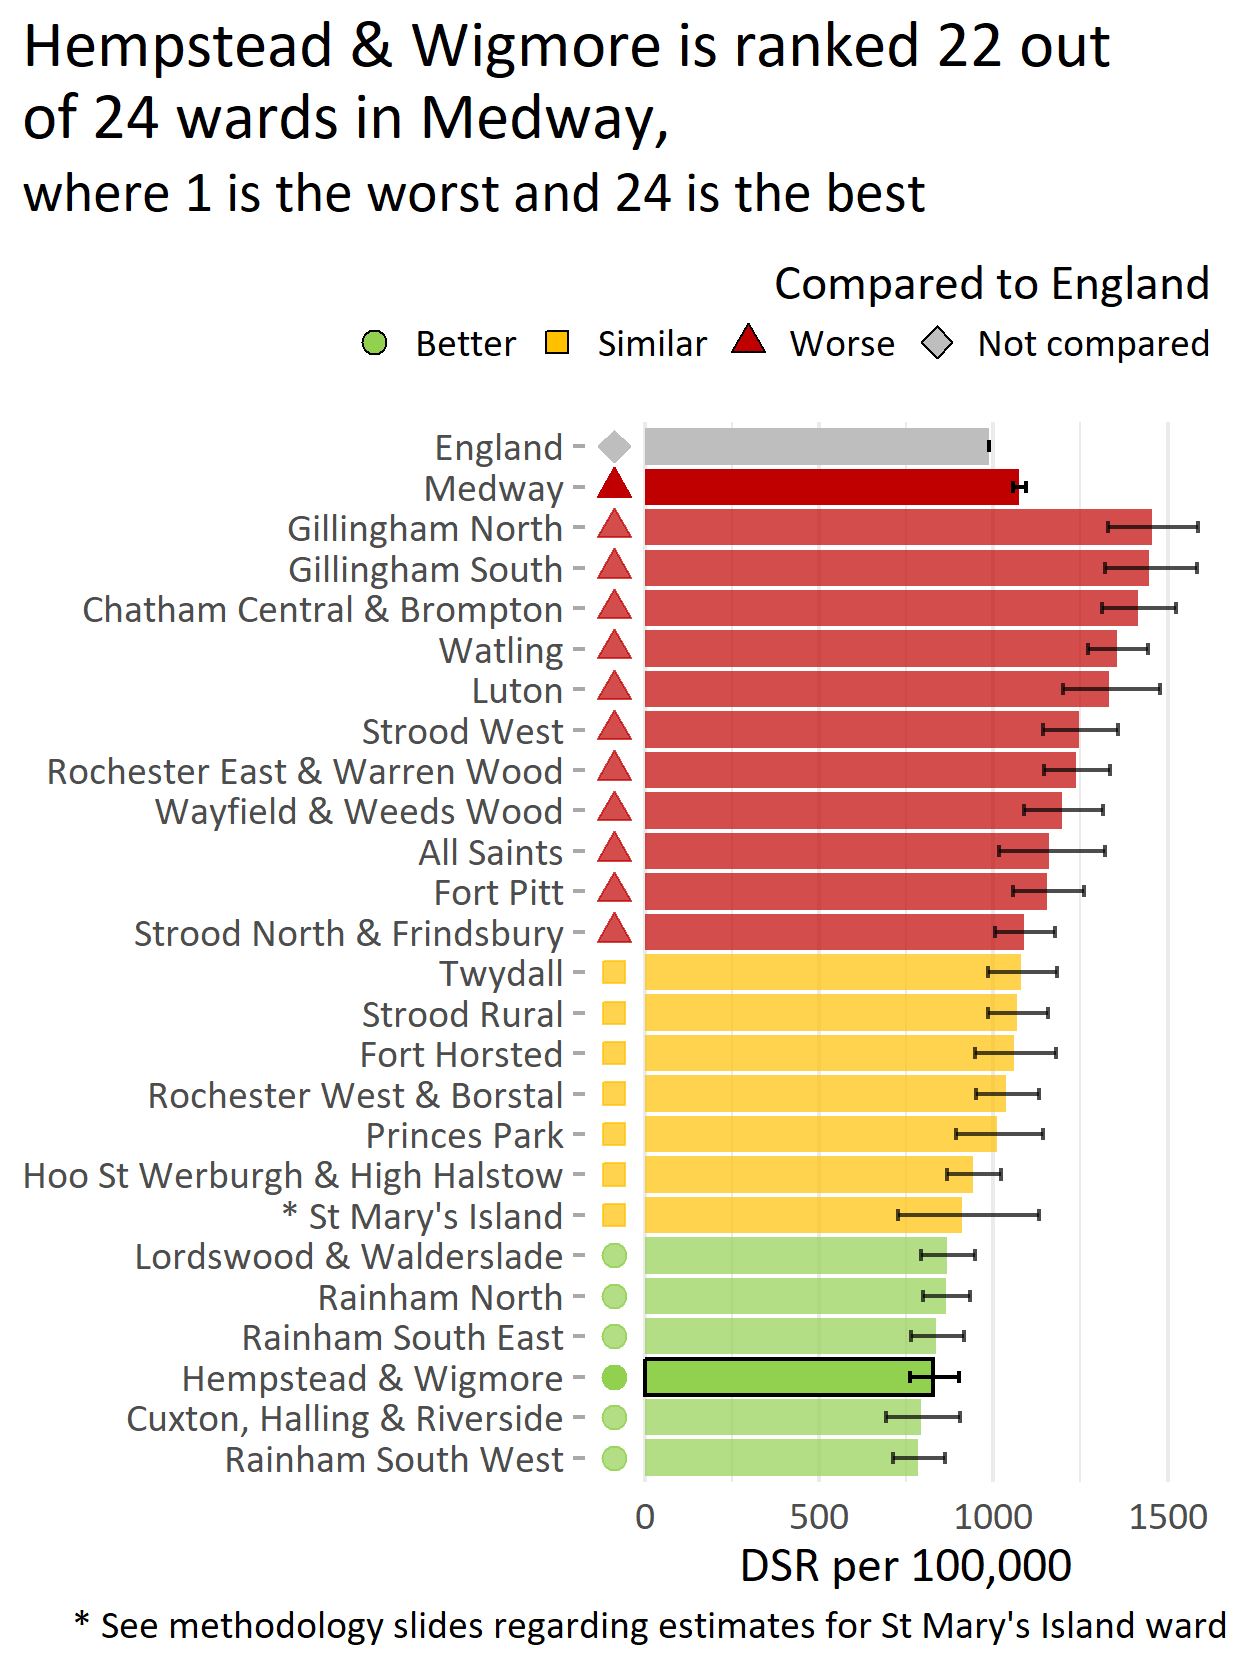 Hempstead & Wigmore is ranked 22 out
of 24 wards in Medway,
where 1 is the worst and 24 is the best
Compared to England
Better Similar Worse Not compared
England
Medway
Gillingham North
Gillingham South
Chatham Central & Brompton
Watling
Luton
Strood West
Rochester East & Warren Wood
Wayfield & Weeds Wood
All Saints
Fort Pitt
Strood North & Frindsbury
Twydall
Strood Rural
Fort Horsted
Rochester West & Borstal
Princes Park
Hoo St Werburgh & High Halstow
* St Mary's Island
Lordswood & Walderslade
Rainham North
Rainham South East
Hempstead & Wigmore
Cuxton, Halling & Riverside
Rainham South West
0 500 1000 1500
DSR per 100,000
* See methodology slides regarding estimates for St Mary's Island ward